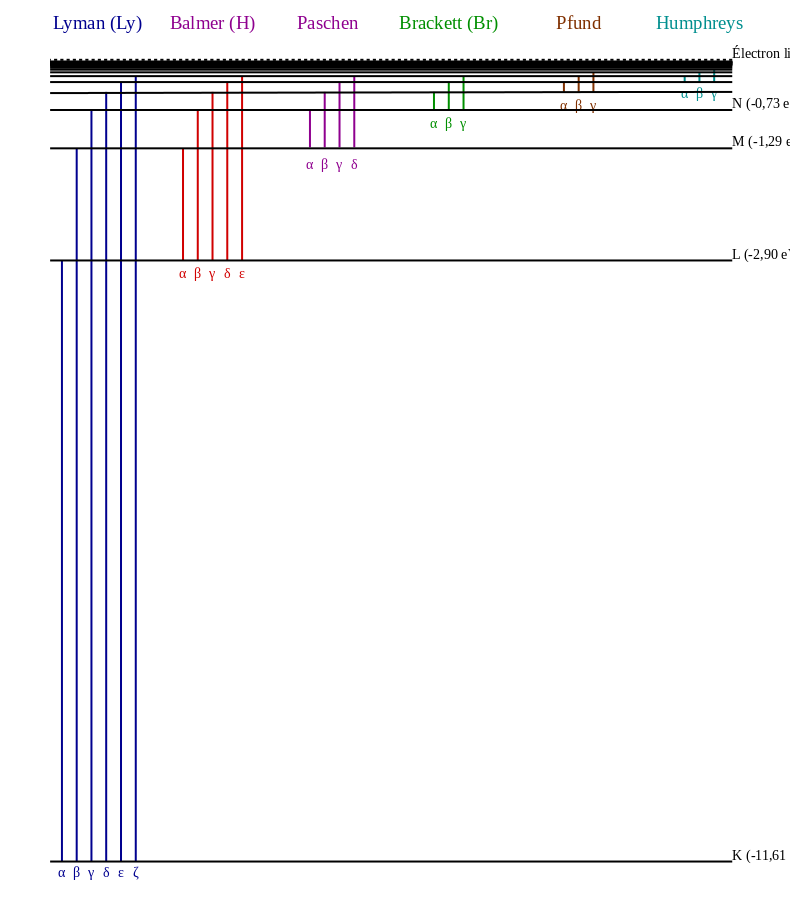 Lyman (Ly) Balmer (H) Paschen Brackett (Br) Pfund Humphreys
Électron li
α β γ
α β γ
N (-0,73 e
α β γ
M (-1,29 e
α β γ δ
L (-2,90 e
α β γ δ ε
K (-11,61
α β γ δ ε ζ